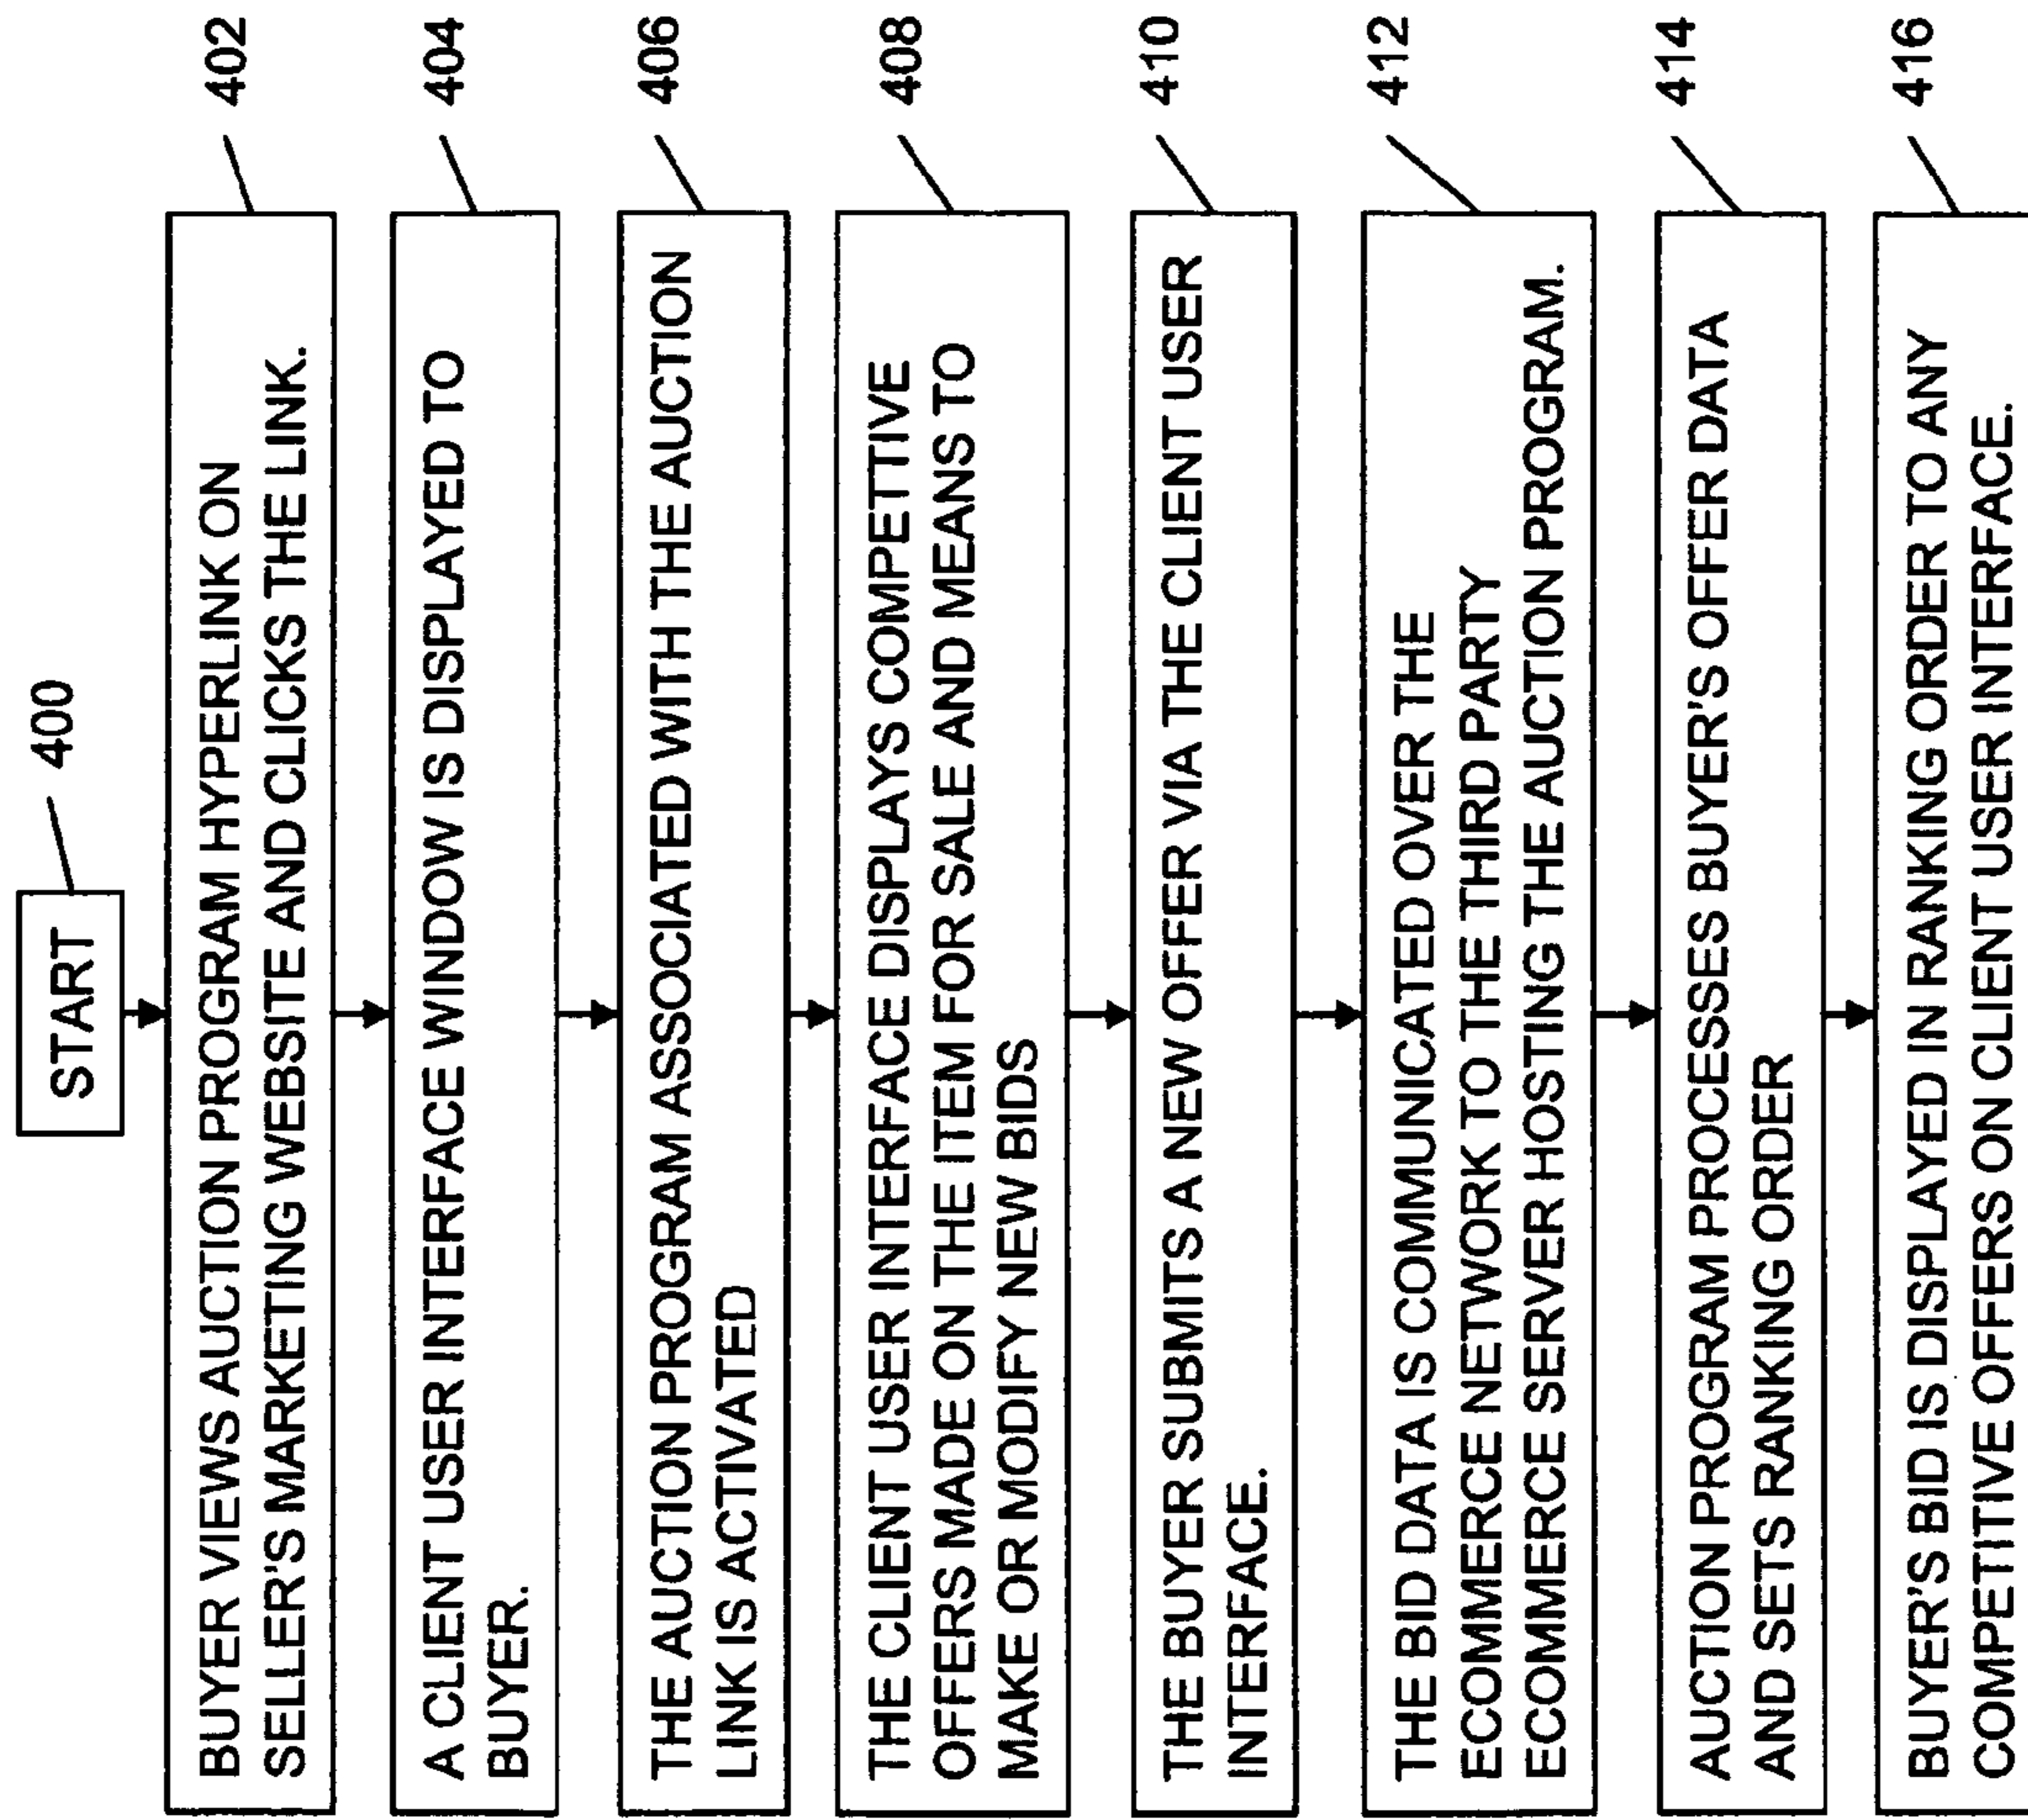 START
400
BUYER VIEWS AUCTION PROGRAM HYPERLINK ON
SELLER'S MARKETING WEBSITE AND CLICKS THE LINK.
402
A CLIENT USER INTERFACE WINDOW IS DISPLAYED TO
BUYER.
404
THE AUCTION PROGRAM ASSOCIATED WITH THE AUCTION
LINK IS ACTIVATED
406
THE CLIENT USER INTERFACE DISPLAYS COMPETITIVE
OFFERS MADE ON THE ITEM FOR SALE AND MEANS TO
MAKE OR MODIFY NEW BIDS
408
THE BUYER SUBMITS A NEW OFFER VIA THE CLIENT USER
INTERFACE.
410
THE BID DATA IS COMMUNICATED OVER THE
ECOMMERCE NETWORK TO THE THIRD PARTY
ECOMMERCE SERVER HOSTING THE AUCTION PROGRAM.
412
AUCTION PROGRAM PROCESSES BUYER'S OFFER DATA
AND SETS RANKING ORDER
414
BUYER'S BID IS DISPLAYED IN RANKING ORDER TO ANY
COMPETITIVE OFFERS ON CLIENT USER INTERFACE.
416